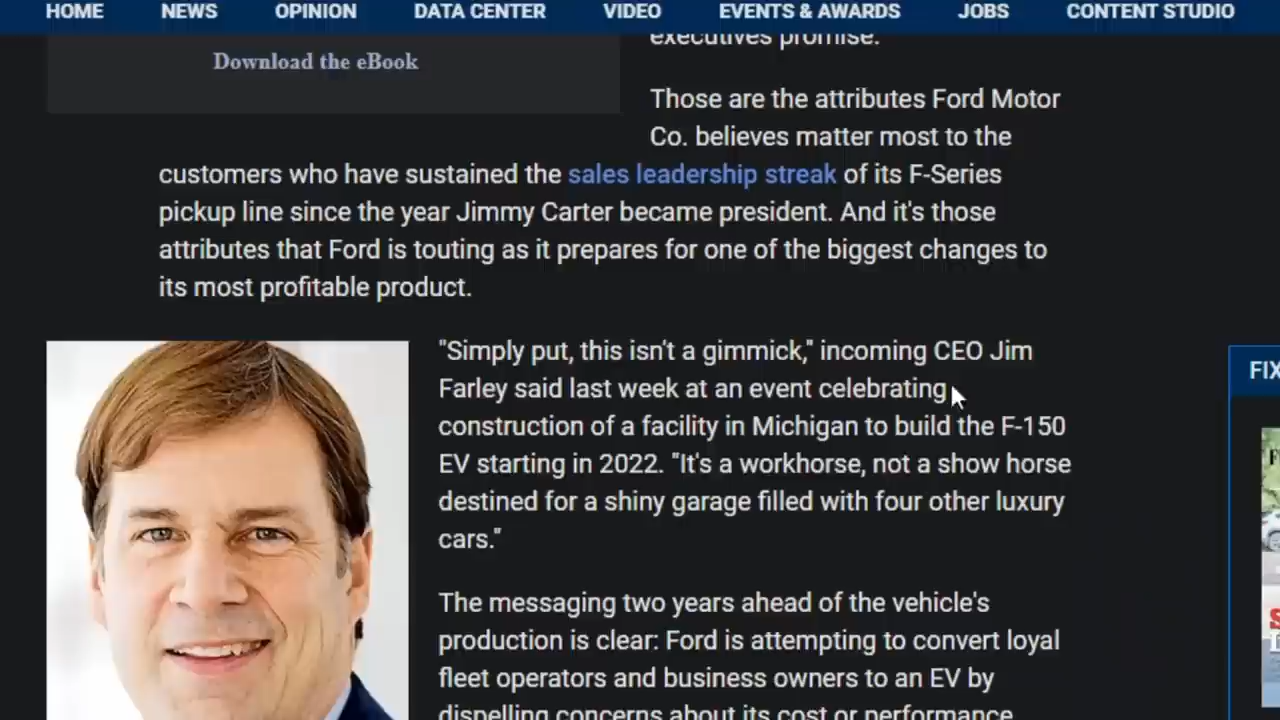 HOME NEWS OPINION DATA CENTER VIDEO EVENTS & AWARDS JOBS CONTENT STUDIO
executives promise.
Download the eBook
Those are the attributes Ford Motor
Co. believes matter most to the
customers who have sustained the sales leadership streak of its F-Series
pickup line since the year Jimmy Carter became president. And it's those
attributes that Ford is touting as it prepares for one of the biggest changes to
its most profitable product.
"Simply put, this isn't a gimmick," incoming CEO Jim
Farley said last week at an event celebrating
construction of a facility in Michigan to build the F-150
EV starting in 2022. "It's a workhorse, not a show horse
destined for a shiny garage filled with four other luxury
cars."
The messaging two years ahead of the vehicle's
production is clear: Ford is attempting to convert loyal
fleet operators and business owners to an EV by
dispelling concerns about its cost or performance
FIX